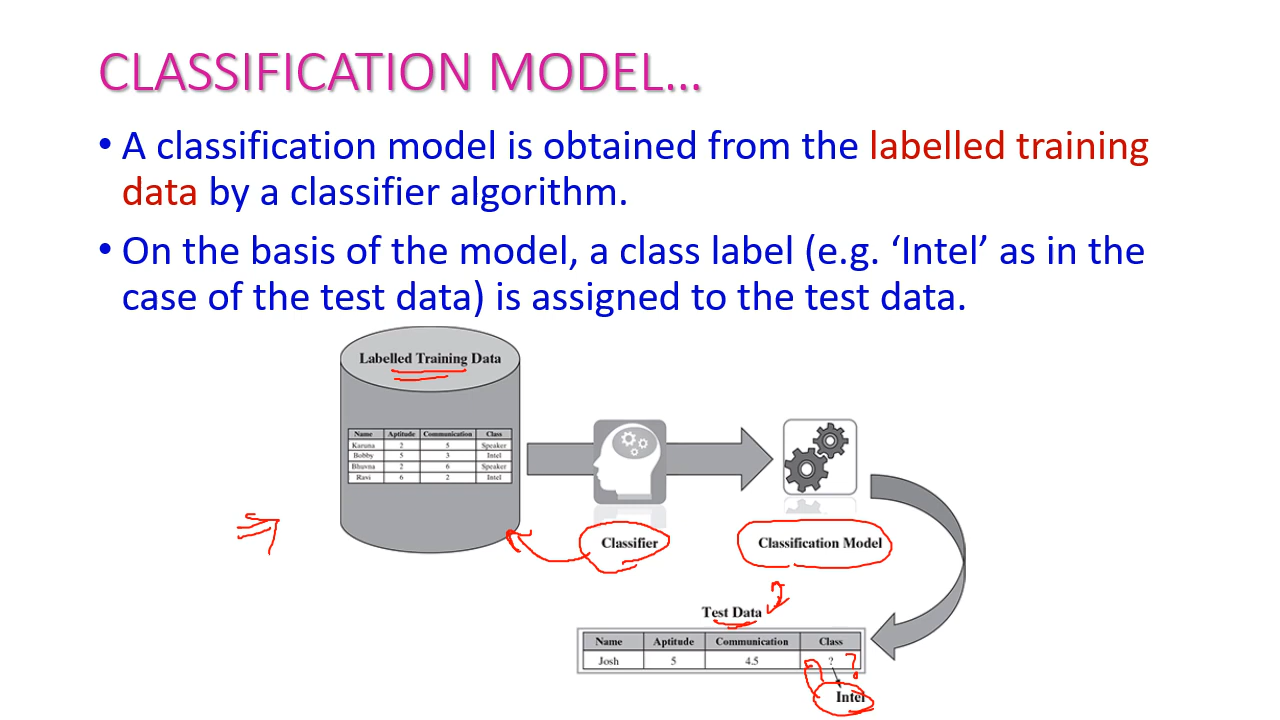 CLASSIFICATION MODEL...
• A classification model is obtained from the labelled training
data by a classifier algorithm.
• On the basis of the model, a class label (e.g. ‘Intel’ as in the
case of the test data) is assigned to the test data.
Labelled Training Data
Name Aptitude Communication Class
Karuna 2 5 Speaker
Bobby 5 3 Intel
Bhuvna 2 6 Speaker
Ravi 6 2 Intel
Classifier
Classification Model
Test Data
Name Aptitude Communication Class
Josh 5 4.5 ? ?
Intel